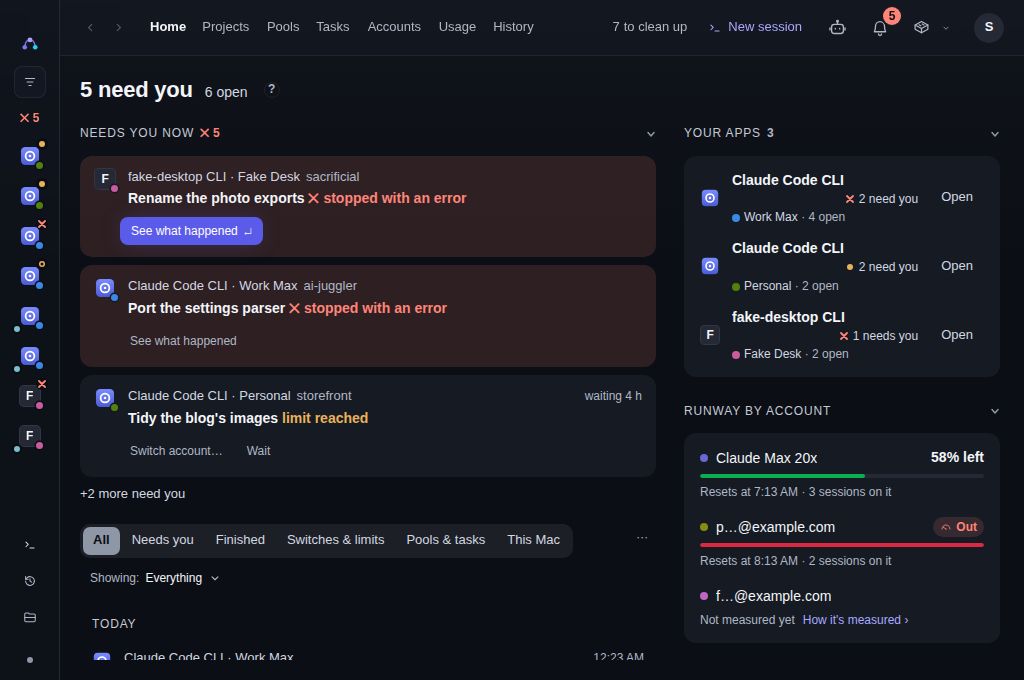 Home Projects Pools Tasks Accounts Usage History 7 to clean up New session 5 S
5
5 need you 6 open ?
NEEDS YOU NOW 5
F fake-desktop CLI · Fake Desk sacrificial
Rename the photo exports stopped with an error
See what happened
Claude Code CLI · Work Max ai-juggler
Port the settings parser stopped with an error
See what happened
Claude Code CLI · Personal storefront waiting 4 h
Tidy the blog's images limit reached
Switch account… Wait
+2 more need you
All Needs you Finished Switches & limits Pools & tasks This Mac ···
Showing: Everything
TODAY
Claude Code CLI · Work Max 12:23 AM
YOUR APPS 3
Claude Code CLI
2 need you Open
Work Max · 4 open
Claude Code CLI
2 need you Open
Personal · 2 open
fake-desktop CLI
F 1 needs you Open
Fake Desk · 2 open
RUNWAY BY ACCOUNT
Claude Max 20x 58% left
Resets at 7:13 AM · 3 sessions on it
p…@example.com Out
Resets at 8:13 AM · 2 sessions on it
f…@example.com
Not measured yet How it's measured ›
F
F